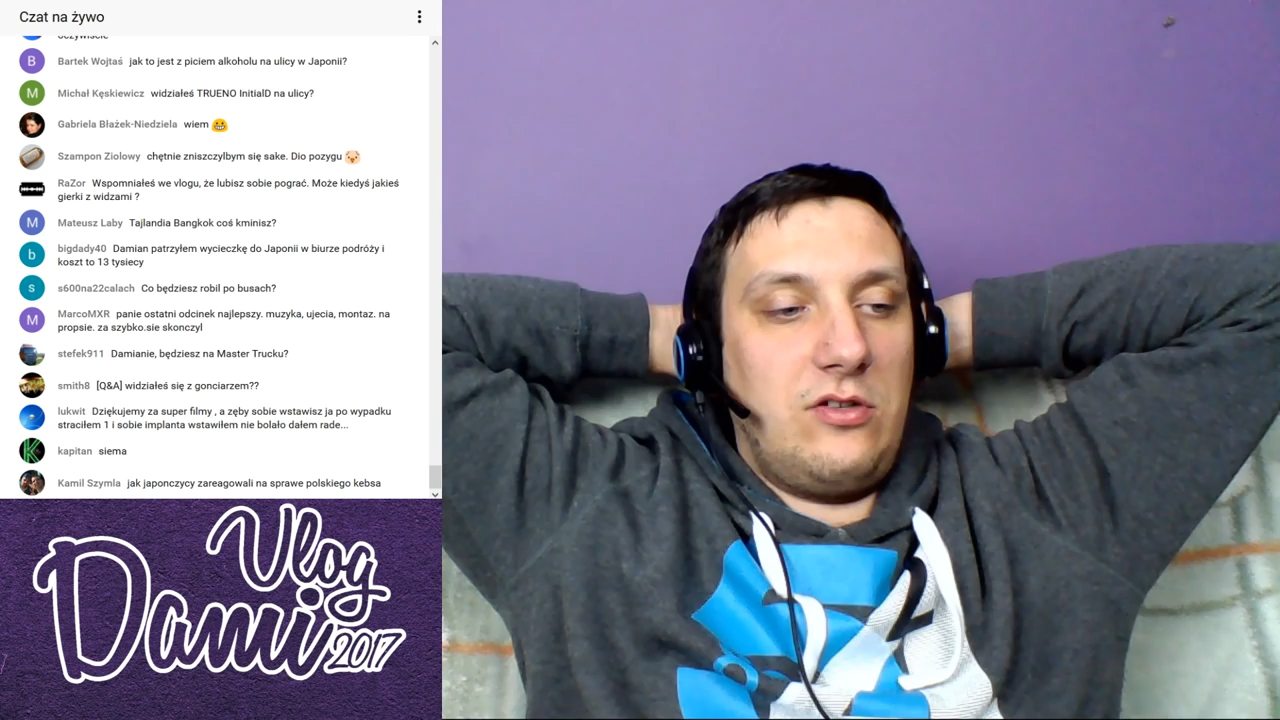 Czat na żywo
oczywiście
Bartek Wojtaś jak to jest z piciem alkoholu na ulicy w Japonii?
Michał Kęskiewicz widziałeś TRUENO InitialD na ulicy?
Gabriela Błażek-Niedziela wiem
Szampon Ziolowy chętnie zniszczylbym się sake. Dio pozygu
RaZor Wspomniałeś we vlogu, że lubisz sobie pograć. Może kiedyś jakieś
gierki z widzami ?
Mateusz Laby Tajlandia Bangkok coś kminisz?
bigdady40 Damian patrzyłem wycieczkę do Japonii w biurze podróży i
koszt to 13 tysiecy
s600na22calach Co będziesz robil po busach?
MarcoMXR panie ostatni odcinek najlepszy. muzyka, ujecia, montaz. na
propsie. za szybko.sie skonczyl
stefek911 Damianie, będziesz na Master Trucku?
smith8 [Q&A] widziałeś się z gonciarzem??
lukwit Dziękujemy za super filmy , a zęby sobie wstawisz ja po wypadku
straciłem 1 i sobie implanta wstawiłem nie bolało dałem rade...
kapitan siema
Kamil Szymla jak japonczycy zareagowali na sprawe polskiego kebsa
Vlog
Dami
2017